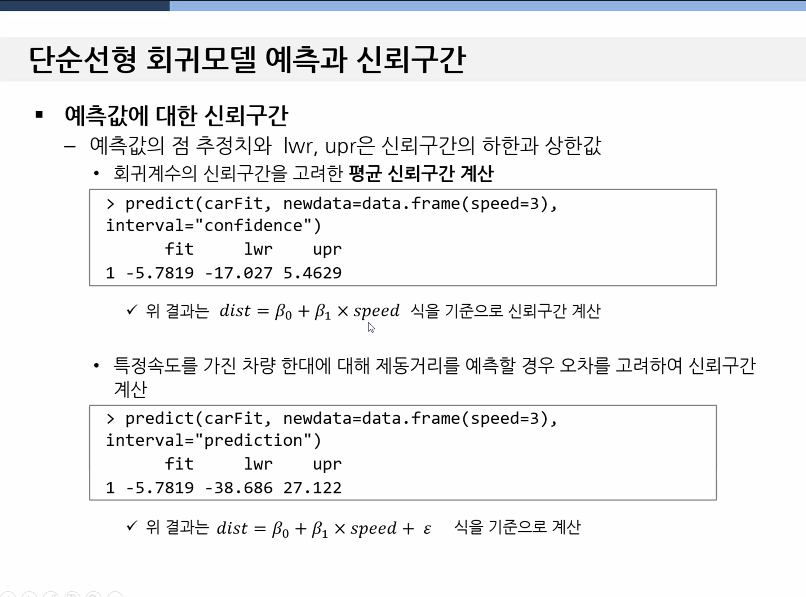 단순선형 회귀모델 예측과 신뢰구간
▪ 예측값에 대한 신뢰구간
– 예측값의 점 추정치와 lwr, upr은 신뢰구간의 하한과 상한값
• 회귀계수의 신뢰구간을 고려한 평균 신뢰구간 계산
> predict(carFit, newdata=data.frame(speed=3),
interval="confidence")
fit lwr upr
1 -5.7819 -17.027 5.4629
✓ 위 결과는 dist = β₀ + β₁ × speed 식을 기준으로 신뢰구간 계산
• 특정속도를 가진 차량 한대에 대해 제동거리를 예측할 경우 오차를 고려하여 신뢰구간
계산
> predict(carFit, newdata=data.frame(speed=3),
interval="prediction")
fit lwr upr
1 -5.7819 -38.686 27.122
✓ 위 결과는 dist = β₀ + β₁ × speed + ε 식을 기준으로 계산